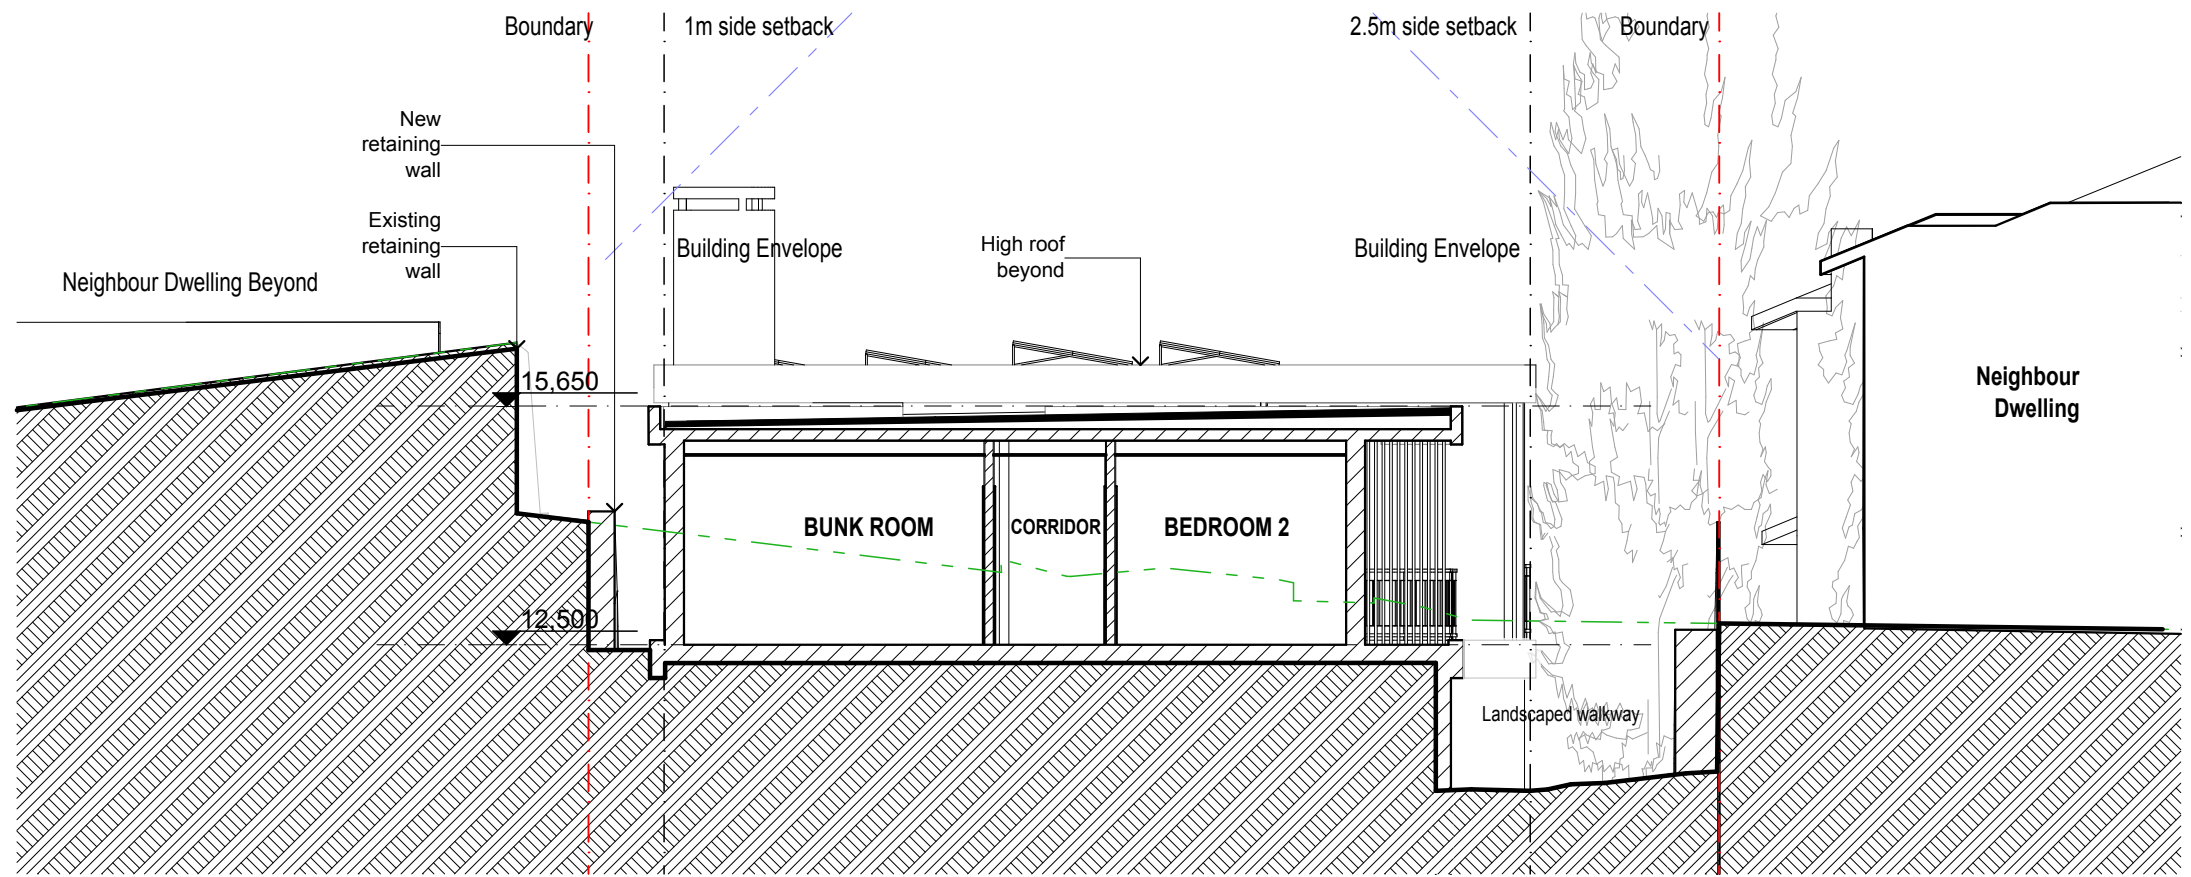 Boundary
1m side setback
2.5m side setback
Boundary
New
retaining
wall
Existing
retaining
wall
Neighbour Dwelling Beyond
Building Envelope
High roof
beyond
Building Envelope
Neighbour
Dwelling
15,650
BUNK ROOM
CORRIDOR
BEDROOM 2
12,500
Landscaped walkway